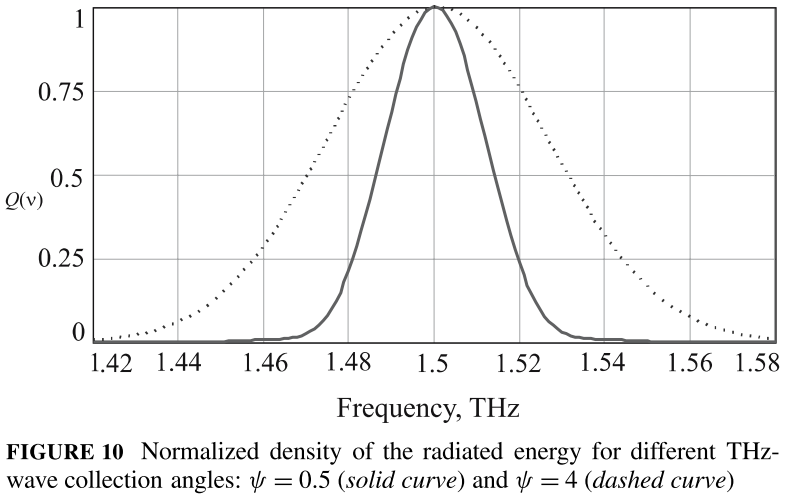 1
0.75
0.5
Q(ν)
0.25
0
1.42 1.44 1.46 1.48 1.5 1.52 1.54 1.56 1.58
Frequency, THz
FIGURE 10 Normalized density of the radiated energy for different THz-
wave collection angles: ψ = 0.5 (solid curve) and ψ = 4 (dashed curve)